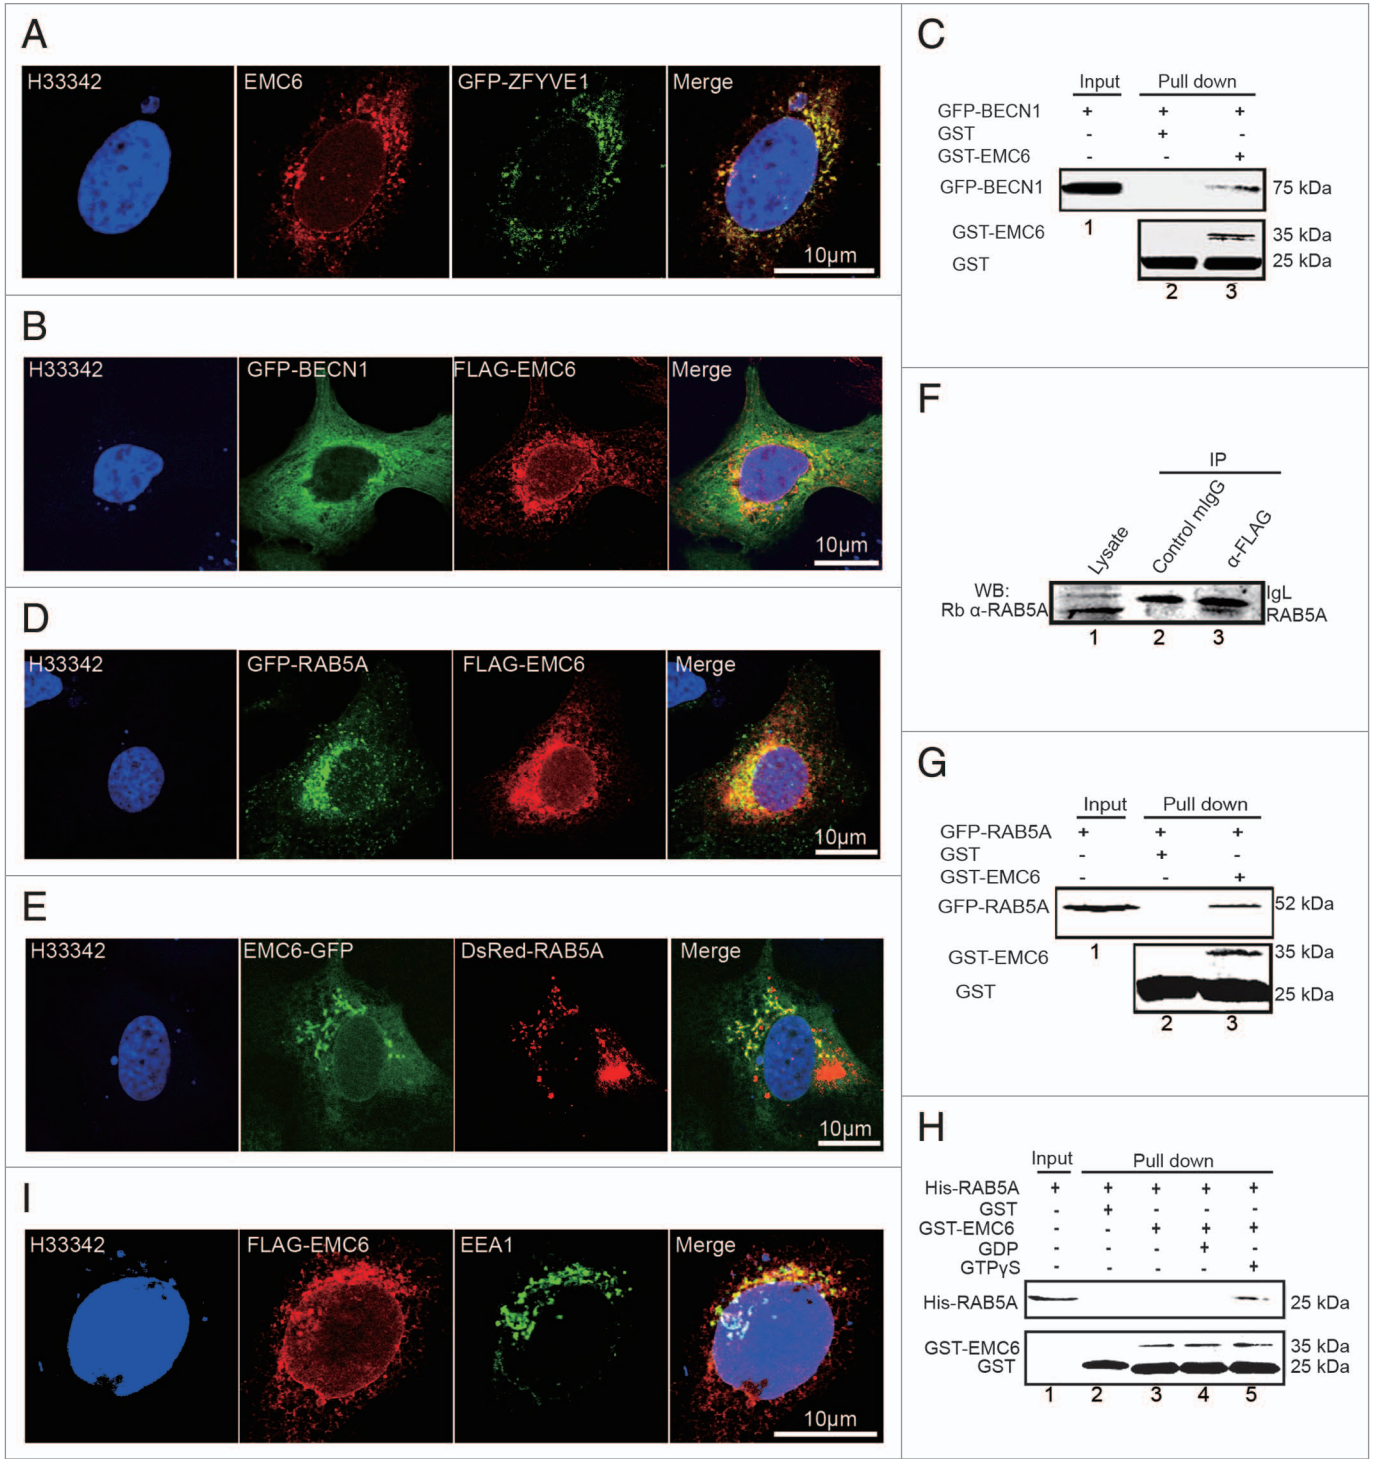 A
H33342 EMC6 GFP-ZFYVE1 Merge
10µm
B
H33342 GFP-BECN1 FLAG-EMC6 Merge
10µm
D
H33342 GFP-RAB5A FLAG-EMC6 Merge
10µm
E
H33342 EMC6-GFP DsRed-RAB5A Merge
10µm
I
H33342 FLAG-EMC6 EEA1 Merge
10µm
C
Input Pull down
GFP-BECN1 + + +
GST - + -
GST-EMC6 - - +
GFP-BECN1 75 kDa
1
GST-EMC6 35 kDa
GST 25 kDa
2 3
F
IP
Lysate Control mIgG α-FLAG
WB: IgL
Rb α-RAB5A RAB5A
1 2 3
G
Input Pull down
GFP-RAB5A + + +
GST - + -
GST-EMC6 - - +
GFP-RAB5A 52 kDa
1
GST-EMC6 35 kDa
GST 25 kDa
2 3
H
Input Pull down
His-RAB5A + + + + +
GST - + - - -
GST-EMC6 - - + + +
GDP - - - + -
GTPγS - - - - +
His-RAB5A 25 kDa
GST-EMC6 35 kDa
GST 25 kDa
1 2 3 4 5